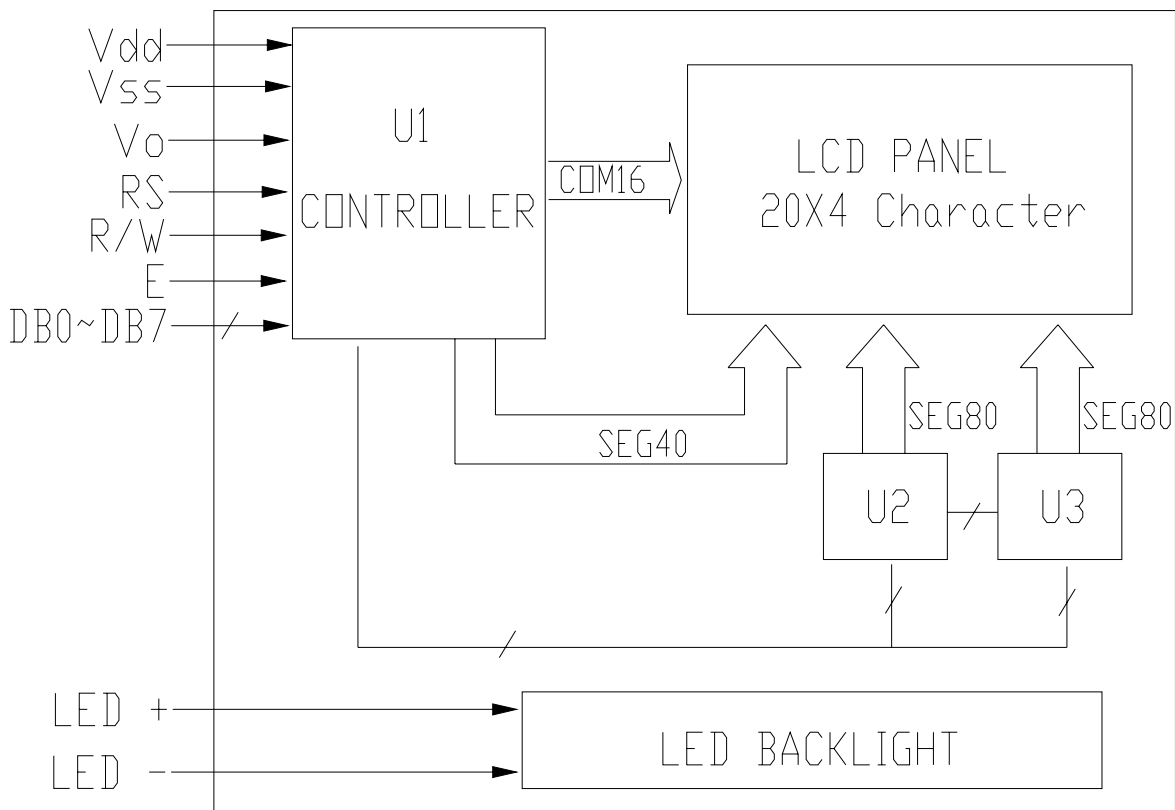 Vdd
Vss
Vo
RS
R/W
E
DB0~DB7
U1
CONTROLLER
COM16
LCD PANEL
20X4 Character
SEG40
SEG80
SEG80
U2
U3
LED +
LED -
LED BACKLIGHT